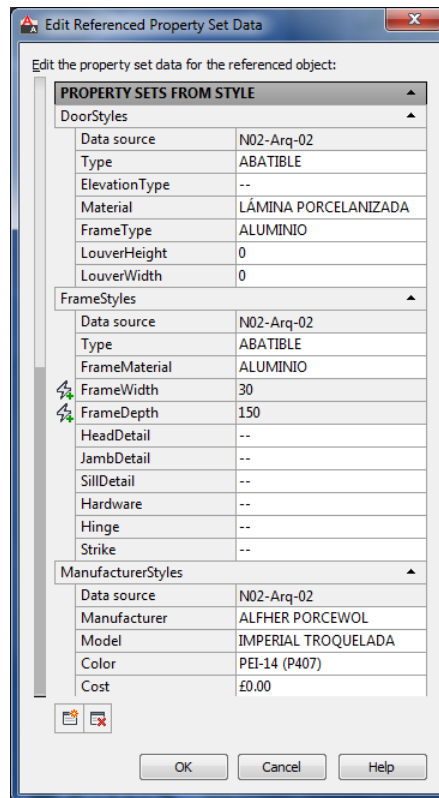 Edit Referenced Property Set Data
Edit the property set data for the referenced object:
PROPERTY SETS FROM STYLE
DoorStyles
Data source N02-Arq-02
Type ABATIBLE
ElevationType --
Material LÁMINA PORCELANIZADA
FrameType ALUMINIO
LouverHeight 0
LouverWidth 0
FrameStyles
Data source N02-Arq-02
Type ABATIBLE
FrameMaterial ALUMINIO
FrameWidth 30
FrameDepth 150
HeadDetail --
JambDetail --
SillDetail --
Hardware --
Hinge --
Strike --
ManufacturerStyles
Data source N02-Arq-02
Manufacturer ALFHER PORCEWOL
Model IMPERIAL TROQUELADA
Color PEI-14 (P407)
Cost £0.00
OK Cancel Help